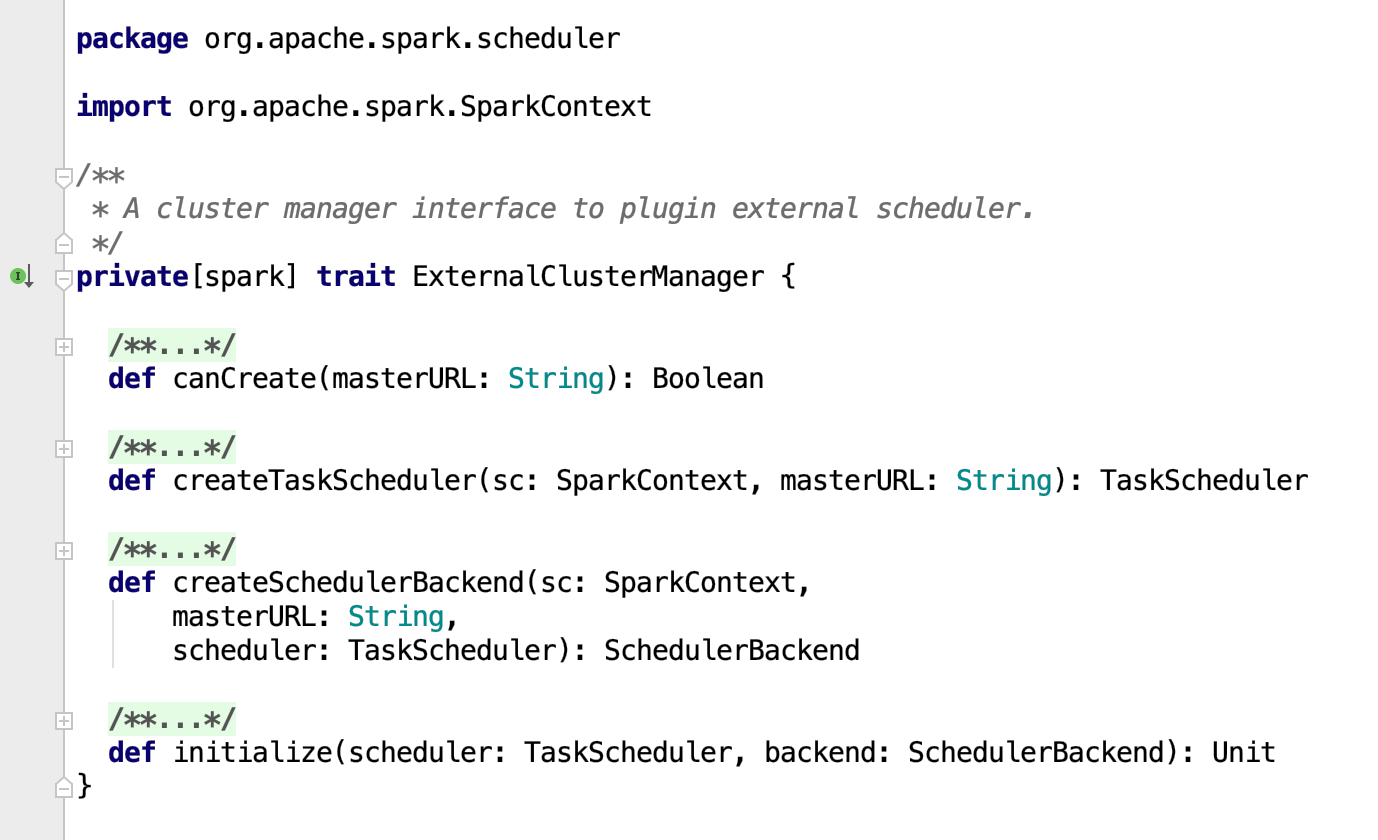 package org.apache.spark.scheduler
import org.apache.spark.SparkContext
/**
* A cluster manager interface to plugin external scheduler.
*/
private[spark] trait ExternalClusterManager {
/**...*/
def canCreate(masterURL: String): Boolean
/**...*/
def createTaskScheduler(sc: SparkContext, masterURL: String): TaskScheduler
/**...*/
def createSchedulerBackend(sc: SparkContext,
masterURL: String,
scheduler: TaskScheduler): SchedulerBackend
/**...*/
def initialize(scheduler: TaskScheduler, backend: SchedulerBackend): Unit
}